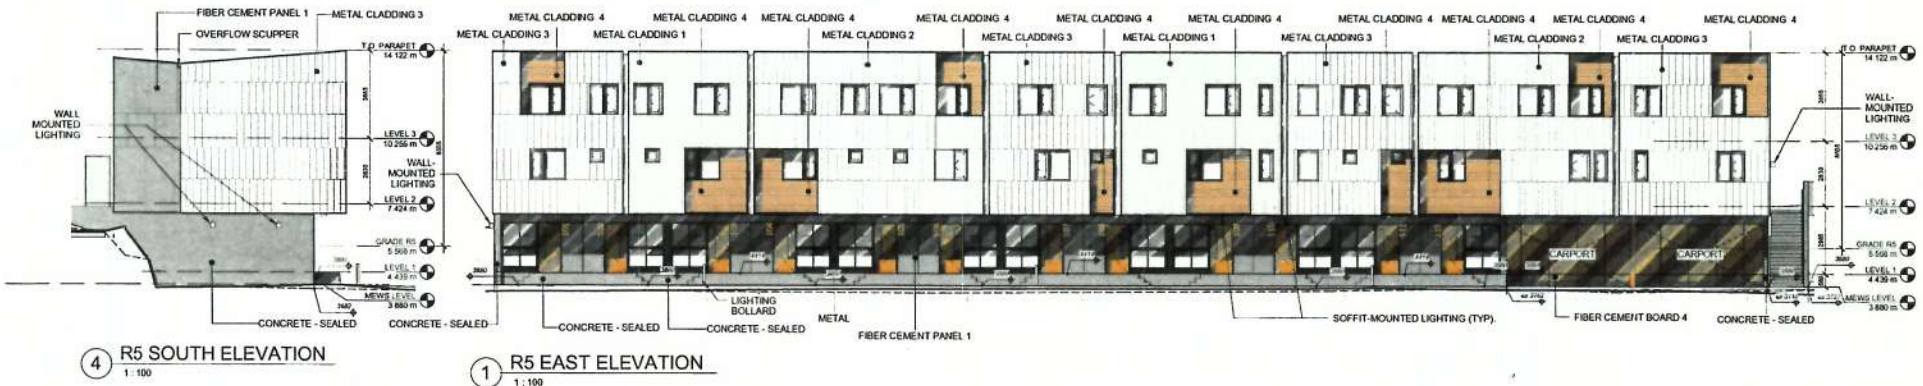 FIBER CEMENT PANEL 1
METAL CLADDING 3
OVERFLOW SCUPPER
T.O. PARAPET
14 122 m
WALL
MOUNTED
LIGHTING
LEVEL 3
10 256 m
LEVEL 2
7 424 m
GRADE R5
5 568 m
LEVEL 1
4 439 m
MEWS LEVEL
3 880 m
CONCRETE - SEALED
4
R5 SOUTH ELEVATION
1 : 100
METAL CLADDING 4
METAL CLADDING 4
METAL CLADDING 4
METAL CLADDING 4
METAL CLADDING 4
METAL CLADDING 4
METAL CLADDING 4
METAL CLADDING 4
METAL CLADDING 4
METAL CLADDING 4
METAL CLADDING 3
METAL CLADDING 1
METAL CLADDING 2
METAL CLADDING 3
METAL CLADDING 1
METAL CLADDING 3
METAL CLADDING 2
METAL CLADDING 3
T.O. PARAPET
14 122 m
WALL-
MOUNTED
LIGHTING
WALL-
MOUNTED
LIGHTING
LEVEL 3
10 256 m
LEVEL 2
7 424 m
GRADE R5
5 568 m
LEVEL 1
4 439 m
MEWS LEVEL
3 880 m
CARPORT
CARPORT
CONCRETE - SEALED
CONCRETE - SEALED
LIGHTING
BOLLARD
CONCRETE - SEALED
METAL
FIBER CEMENT PANEL 1
SOFFIT-MOUNTED LIGHTING (TYP).
FIBER CEMENT BOARD 4
CONCRETE - SEALED
1
R5 EAST ELEVATION
1 : 100